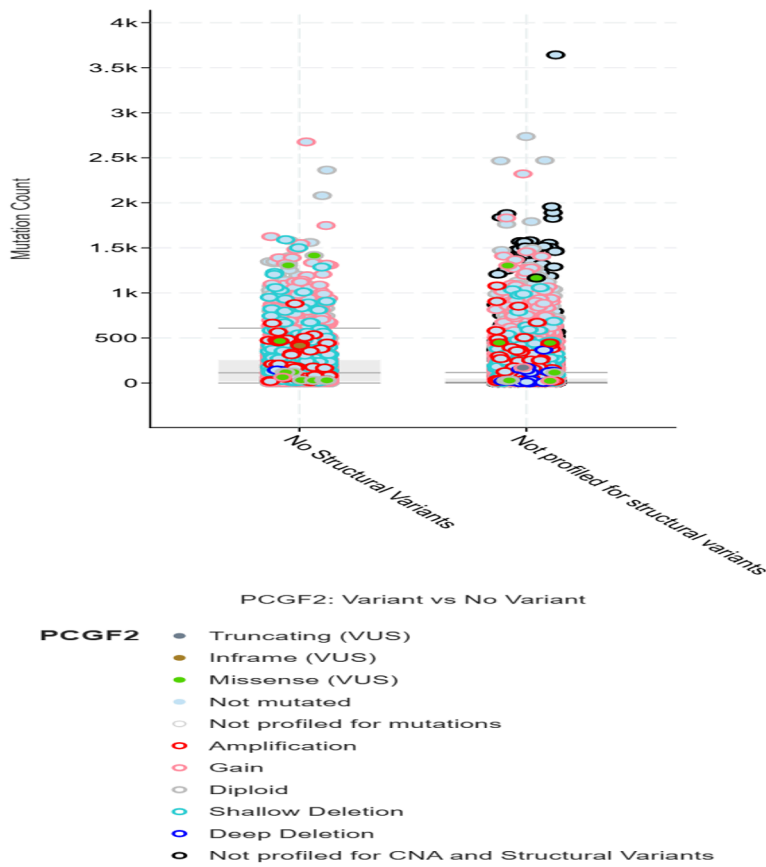 4k
3.5k
3k
2.5k
2k
1.5k
1k
500
0
Mutation Count
No Structural Variants
Not profiled for structural variants
PCGF2: Variant vs No Variant
PCGF2
Truncating (VUS)
Inframe (VUS)
Missense (VUS)
Not mutated
Not profiled for mutations
Amplification
Gain
Diploid
Shallow Deletion
Deep Deletion
Not profiled for CNA and Structural Variants